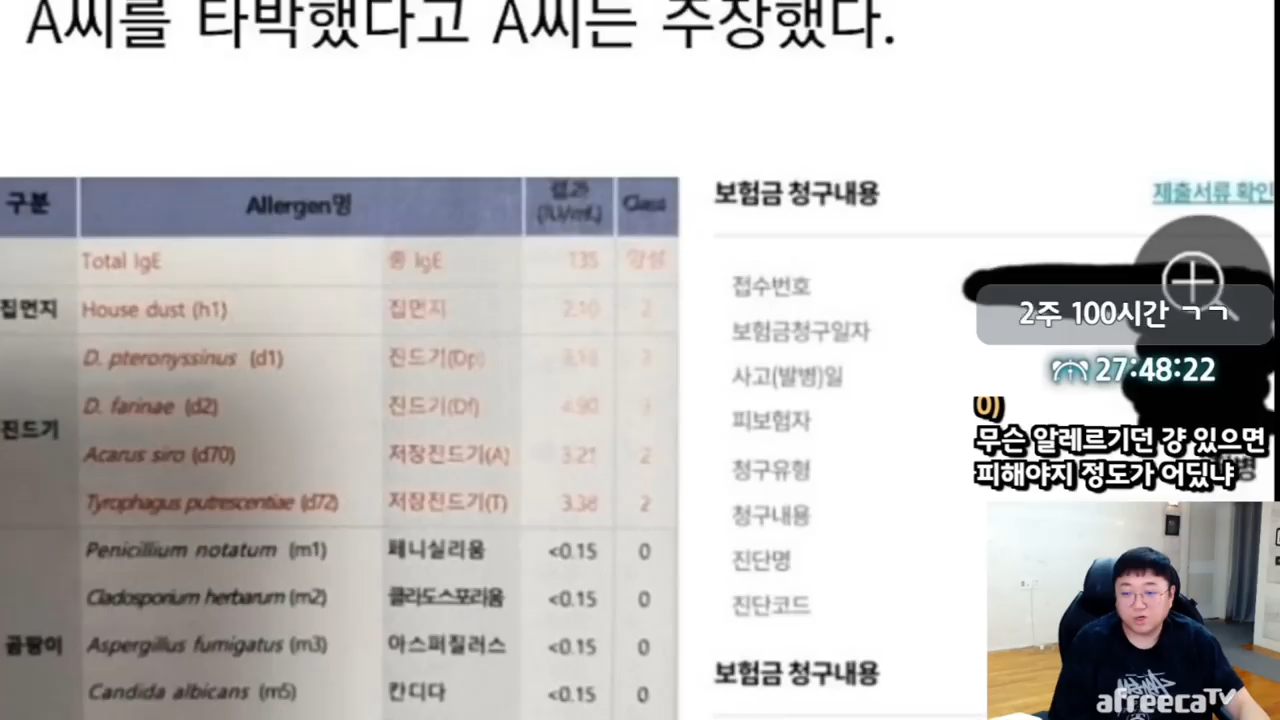 A씨를 타박했다고 A씨는 주장했다.
구분 Allergen명 결과 (IU/mL) Class
Total IgE 총 IgE 135 양성
집먼지 House dust (h1) 집먼지 2.10 2
D. pteronyssinus (d1) 진드기(Dp) 3
진드기 D. farinae (d2) 진드기(Df) 4.90 3
Acarus siro (d70) 저장진드기(A) 3.21 2
Tyrophagus putrescentiae (d72) 저장진드기(T) 3.38 2
Penicillium notatum (m1) 페니실리움 <0.15 0
Cladosporium herbarum (m2) 클라도스포리움 <0.15 0
곰팡이 Aspergillus fumigatus (m3) 아스퍼질러스 <0.15 0
Candida albicans (m5) 칸디다 <0.15 0
보험금 청구내용 제출서류 확인
접수번호
보험금청구일자
사고(발병)일
피보험자
청구유형
청구내용
진단명
진단코드
보험금 청구내용
2주 100시간 ㄱㄱ
27:48:22
0)
무슨 알레르기던 걍 있으면
피해야지 정도가 어딨냐
afreecaTV